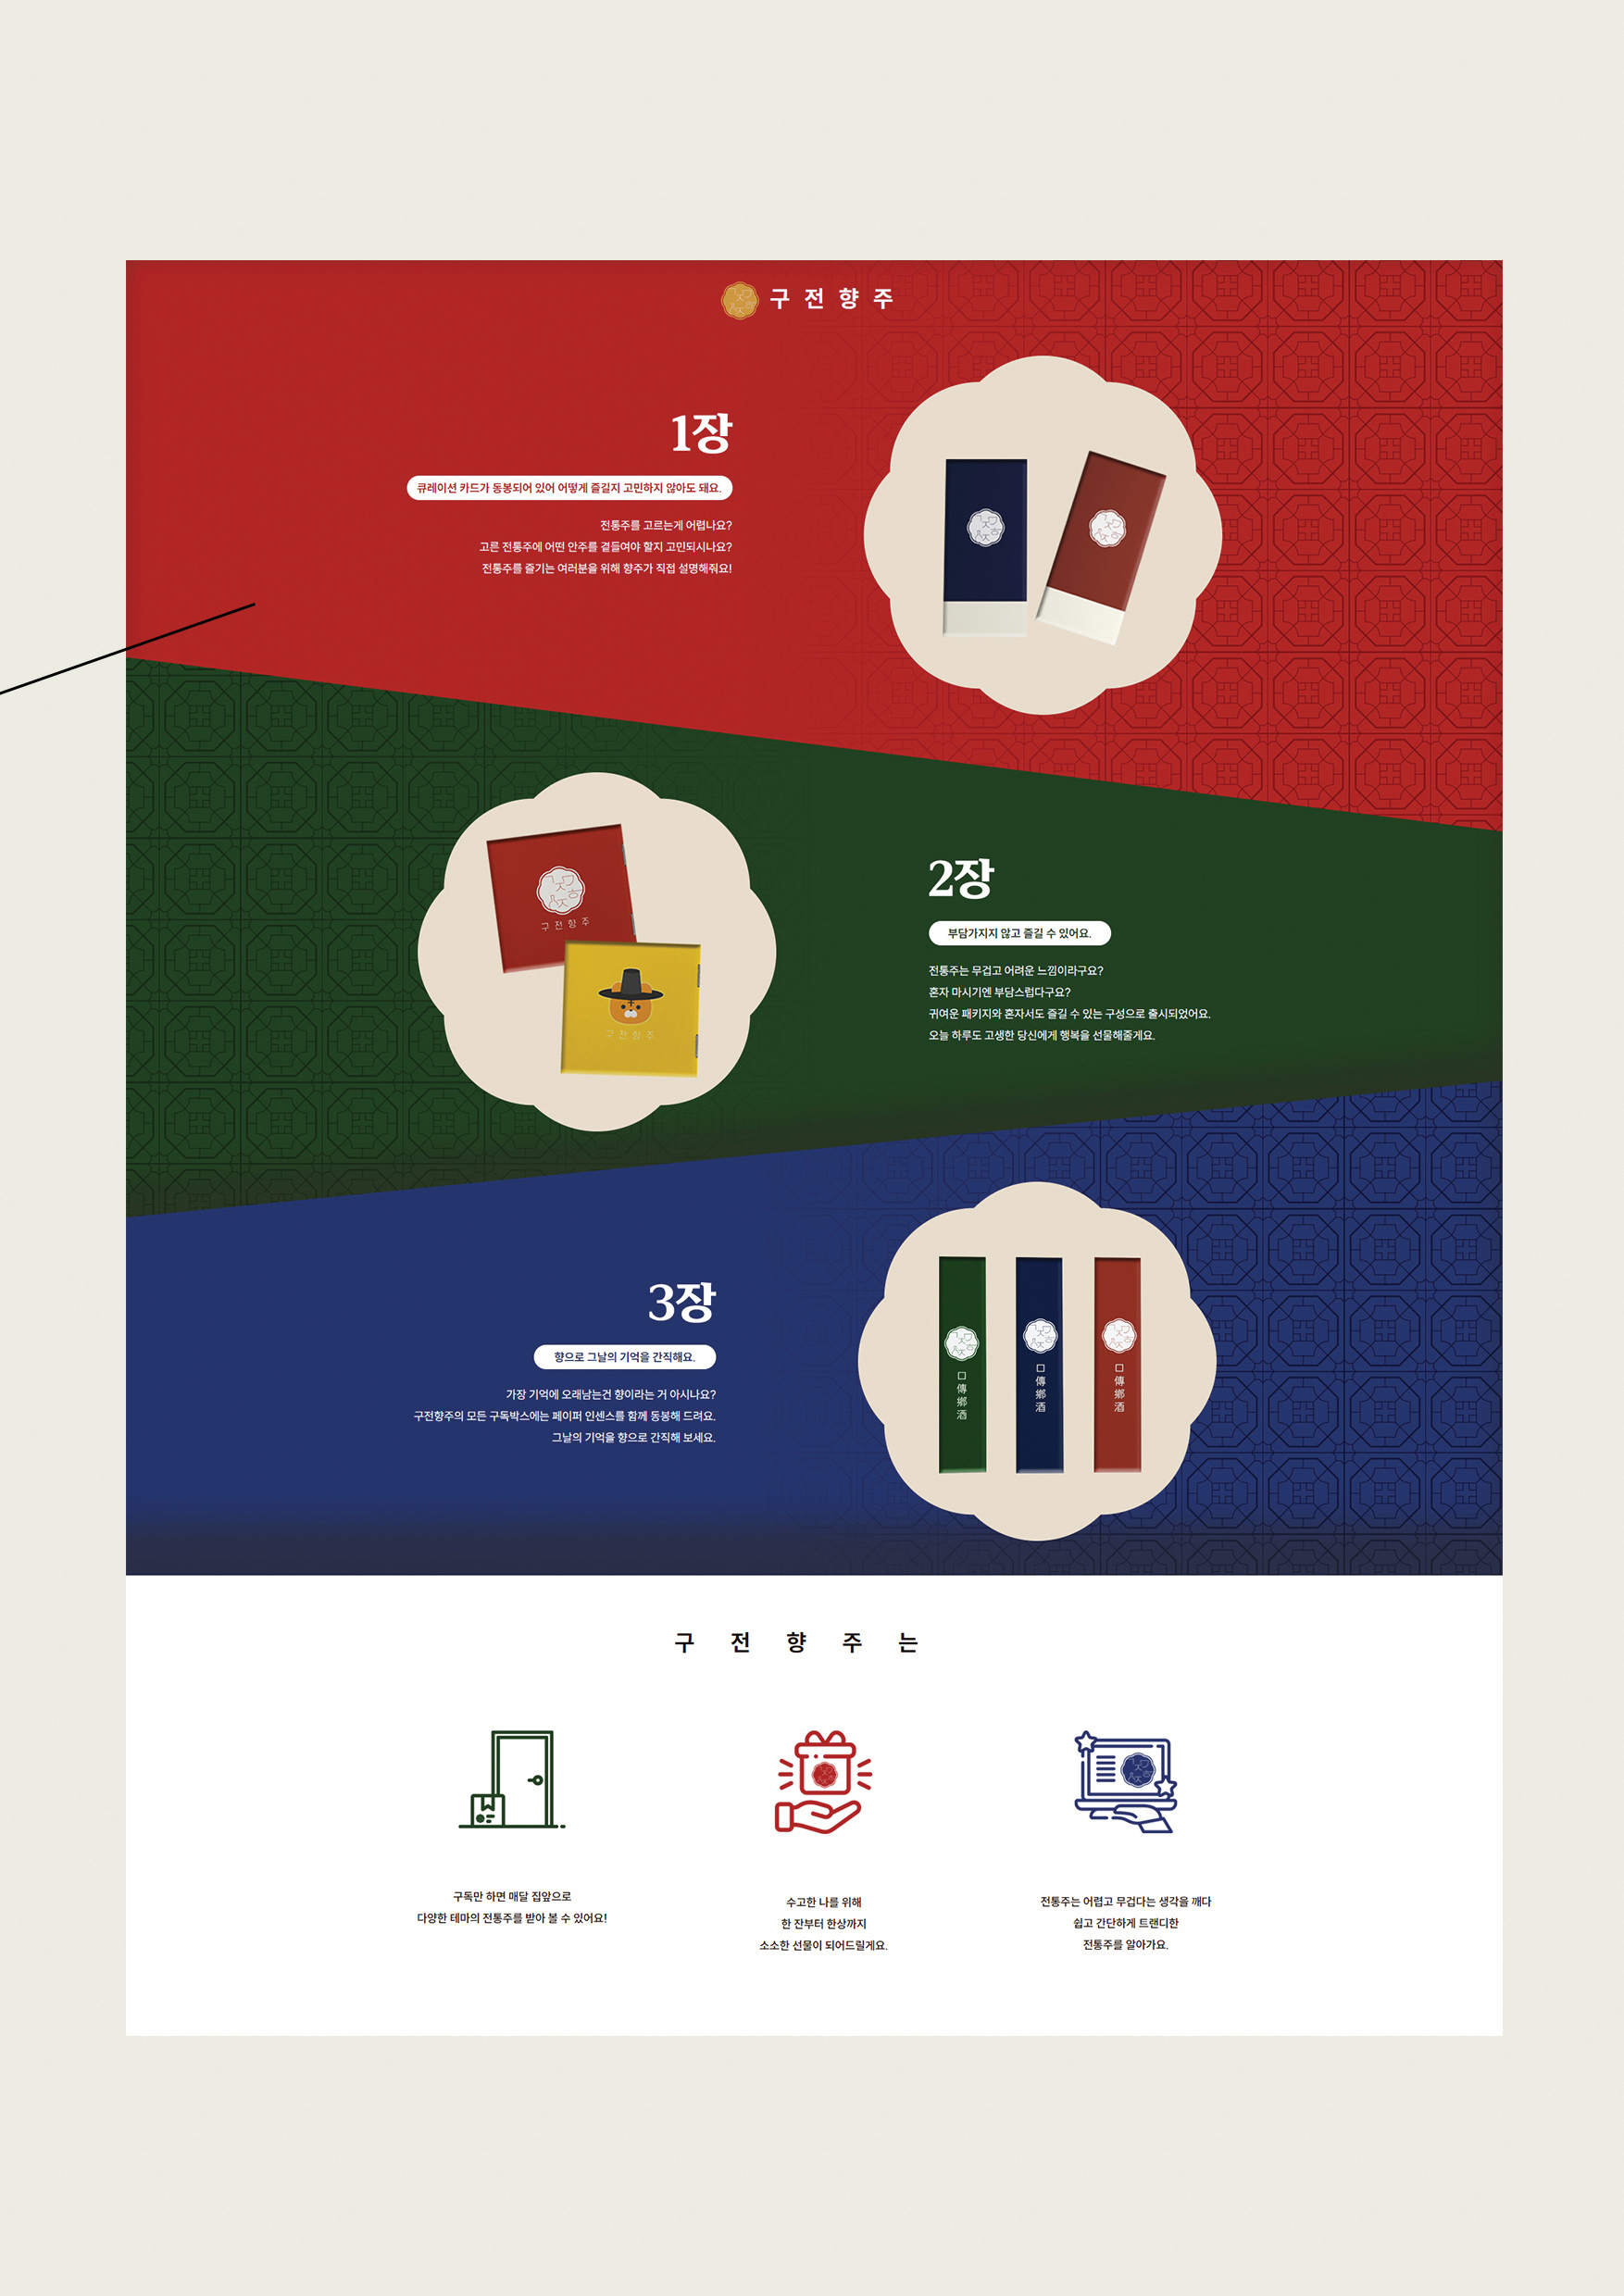 구전향주
1장
큐레이션 카드가 동봉되어 있어 어떻게 즐길지 고민하지 않아도 돼요.
전통주를 고르는게 어렵나요?
고른 전통주에 어떤 안주를 곁들여야 할지 고민되시나요?
전통주를 즐기는 여러분을 위해 향주가 직접 설명해줘요!
구전향주
구전향주
2장
부담가지지 않고 즐길 수 있어요.
전통주는 무겁고 어려운 느낌이라구요?
혼자 마시기엔 부담스럽다구요?
귀여운 패키지와 혼자서도 즐길 수 있는 구성으로 출시되었어요.
오늘 하루도 고생한 당신에게 행복을 선물해줄게요.
3장
향으로 그날의 기억을 간직해요.
가장 기억에 오래남는건 향이라는 거 아시나요?
구전향주의 모든 구독박스에는 페이퍼 인센스를 함께 동봉해 드려요.
그날의 기억을 향으로 간직해 보세요.
口傳鄕酒
口傳鄕酒
口傳鄕酒
구전향주는
구독만 하면 매달 집앞으로
다양한 테마의 전통주를 받아 볼 수 있어요!
수고한 나를 위해
한 잔부터 한상까지
소소한 선물이 되어드릴게요.
전통주는 어렵고 무겁다는 생각을 깨다
쉽고 간단하게 트랜디한
전통주를 알아가요.